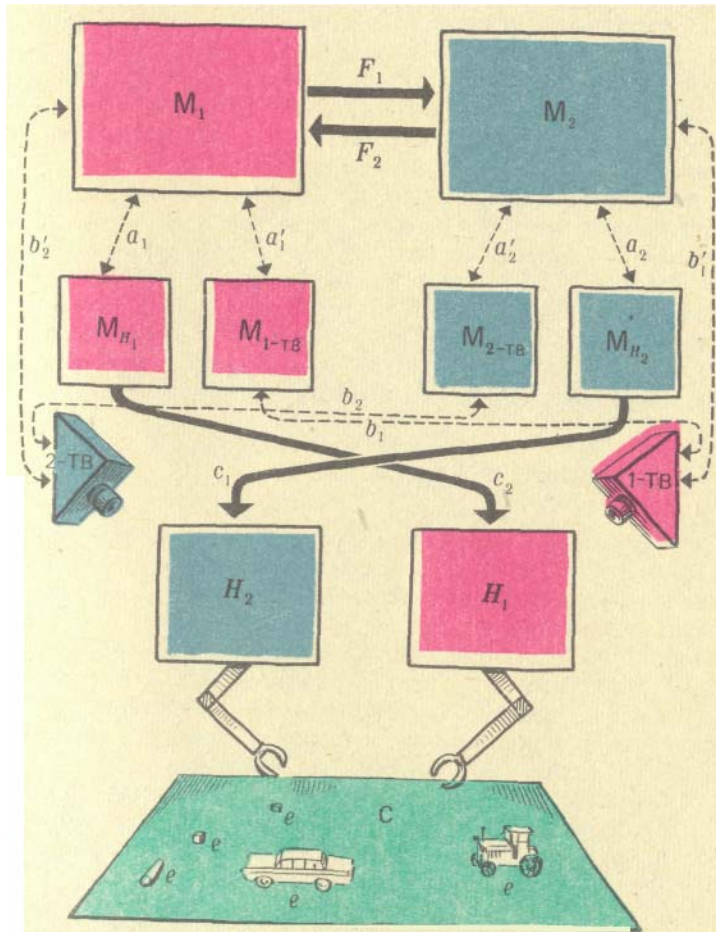 M₁
F₁
F₂
M₂
b′₂
a₁
a′₁
a′₂
a₂
b′₁
M_H₁
M₁₋ТВ
M₂₋ТВ
M_H₂
b₂
b₁
2-ТВ
1-ТВ
c₁
c₂
H₂
H₁
C
e
e
e
e
e